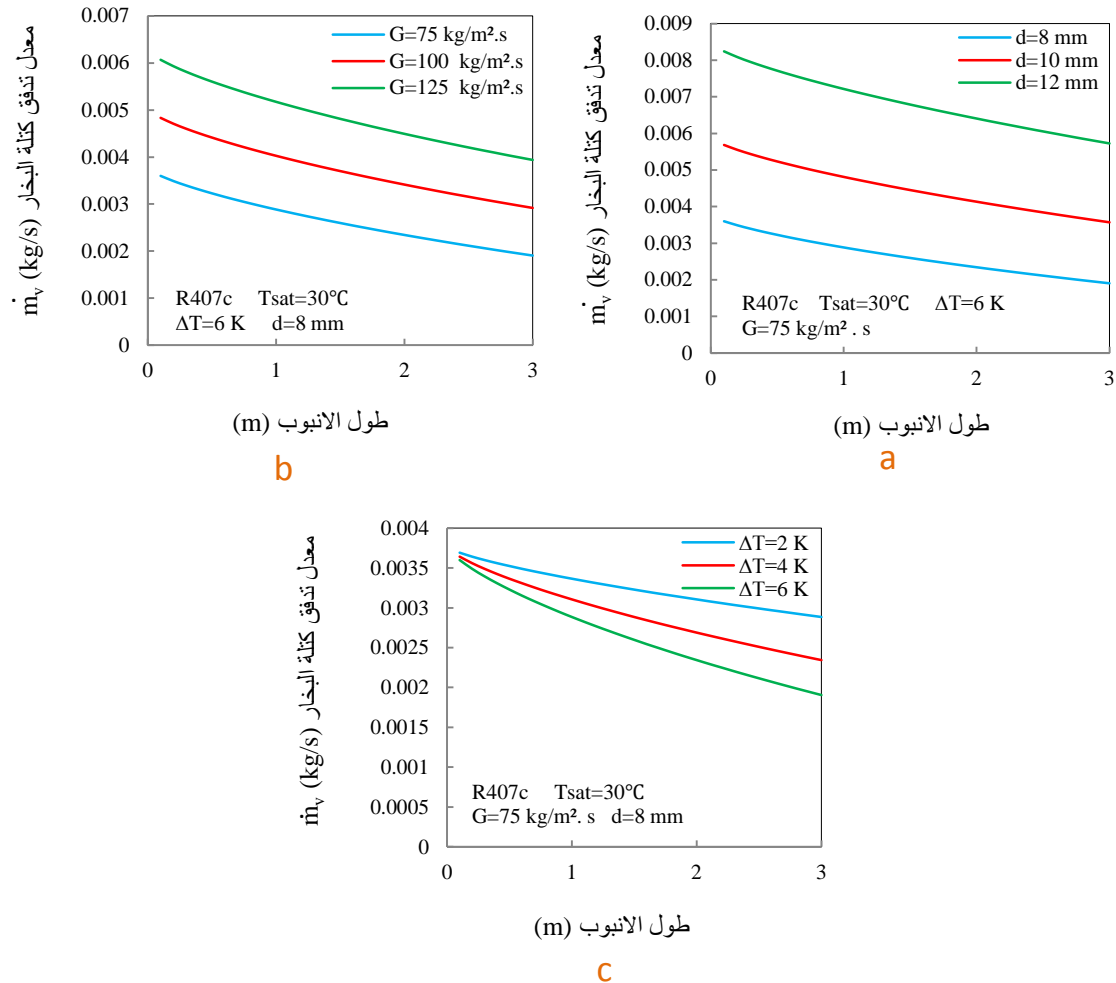 0.007
0.006
0.005
0.004
0.003
0.002
0.001
0
0
1
2
3
معدل تدفق كتلة البخار ṁᵥ (kg/s)
G=75 kg/m².s
G=100 kg/m².s
G=125 kg/m².s
R407c Tsat=30℃
ΔT=6 K d=8 mm
طول الانبوب (m)
b
0.009
0.008
0.007
0.006
0.005
0.004
0.003
0.002
0.001
0
0
1
2
3
معدل تدفق كتلة البخار ṁᵥ (kg/s)
d=8 mm
d=10 mm
d=12 mm
R407c Tsat=30℃ ΔT=6 K
G=75 kg/m² . s
طول الانبوب (m)
a
0.004
0.0035
0.003
0.0025
0.002
0.0015
0.001
0.0005
0
0
1
2
3
معدل تدفق كتلة البخار ṁᵥ (kg/s)
ΔT=2 K
ΔT=4 K
ΔT=6 K
R407c Tsat=30℃
G=75 kg/m². s d=8 mm
طول الانبوب (m)
c